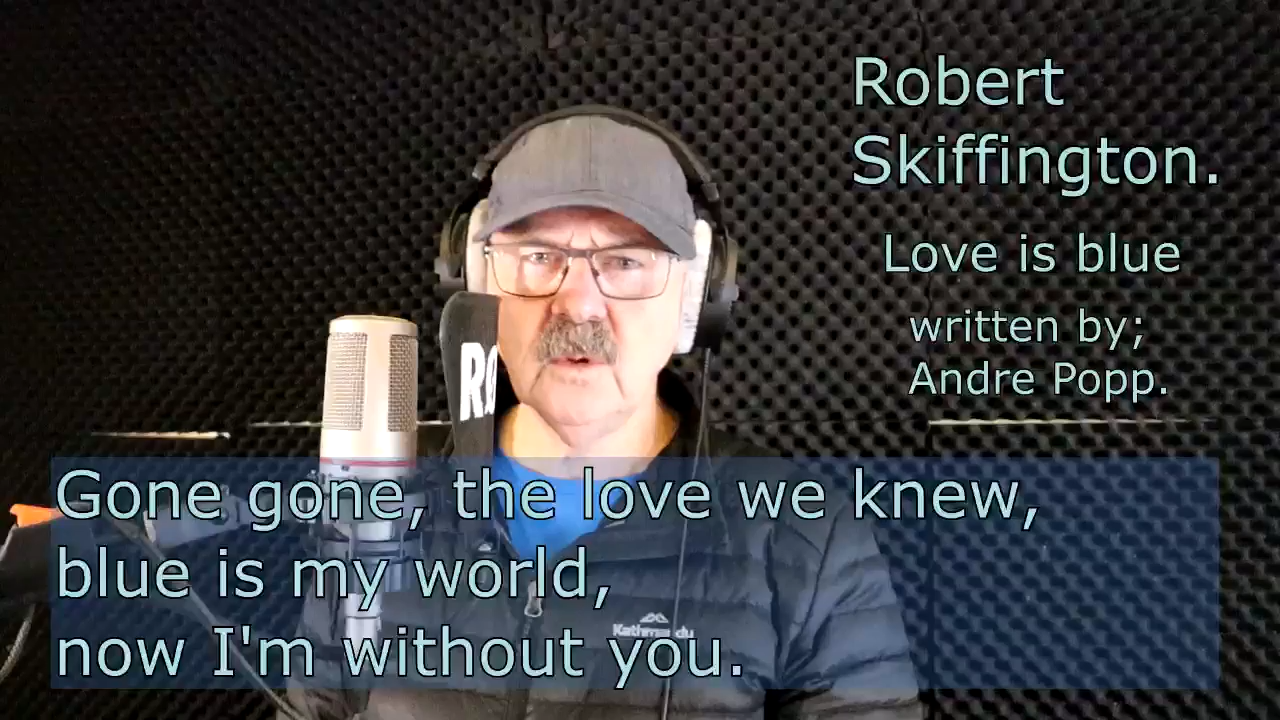 Robert
Skiffington.
Love is blue
written by;
Andre Popp.
Gone gone, the love we knew,
blue is my world,
now I'm without you.